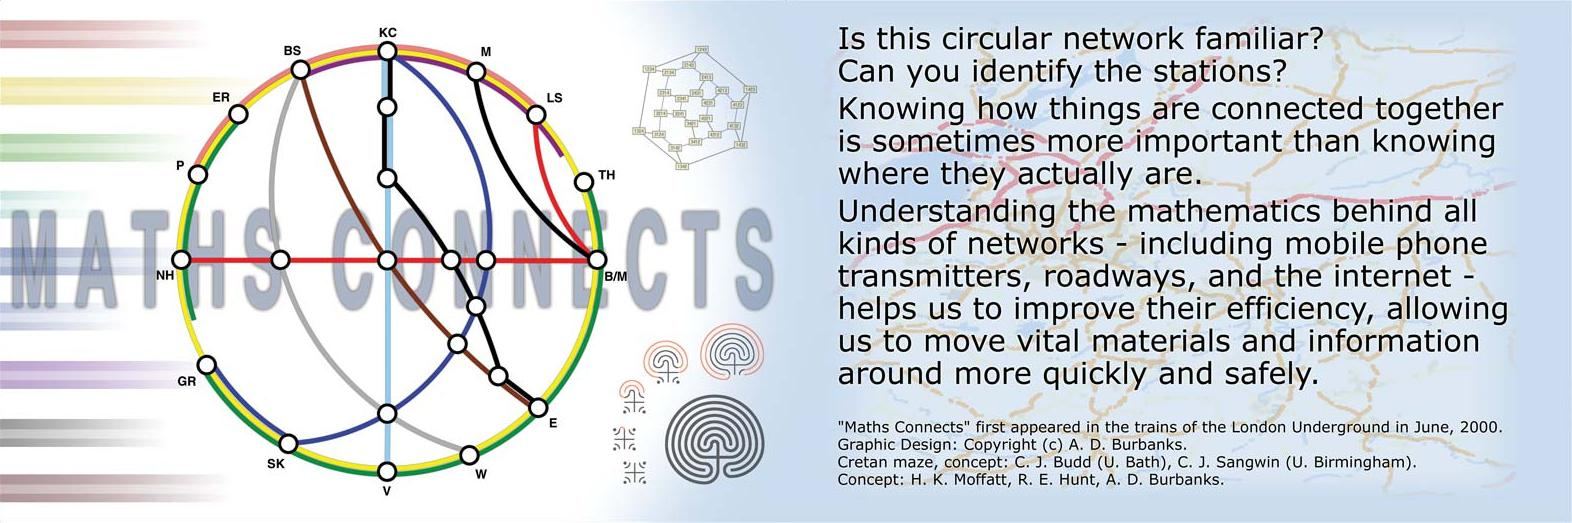 KC
BS
M
ER
LS
P
TH
MATHS CONNECTS
NH
B/M
GR
E
SK
W
V
Is this circular network familiar?
Can you identify the stations?
Knowing how things are connected together
is sometimes more important than knowing
where they actually are.
Understanding the mathematics behind all
kinds of networks - including mobile phone
transmitters, roadways, and the internet -
helps us to improve their efficiency, allowing
us to move vital materials and information
around more quickly and safely.
"Maths Connects" first appeared in the trains of the London Underground in June, 2000.
Graphic Design: Copyright (c) A. D. Burbanks.
Cretan maze, concept: C. J. Budd (U. Bath), C. J. Sangwin (U. Birmingham).
Concept: H. K. Moffatt, R. E. Hunt, A. D. Burbanks.